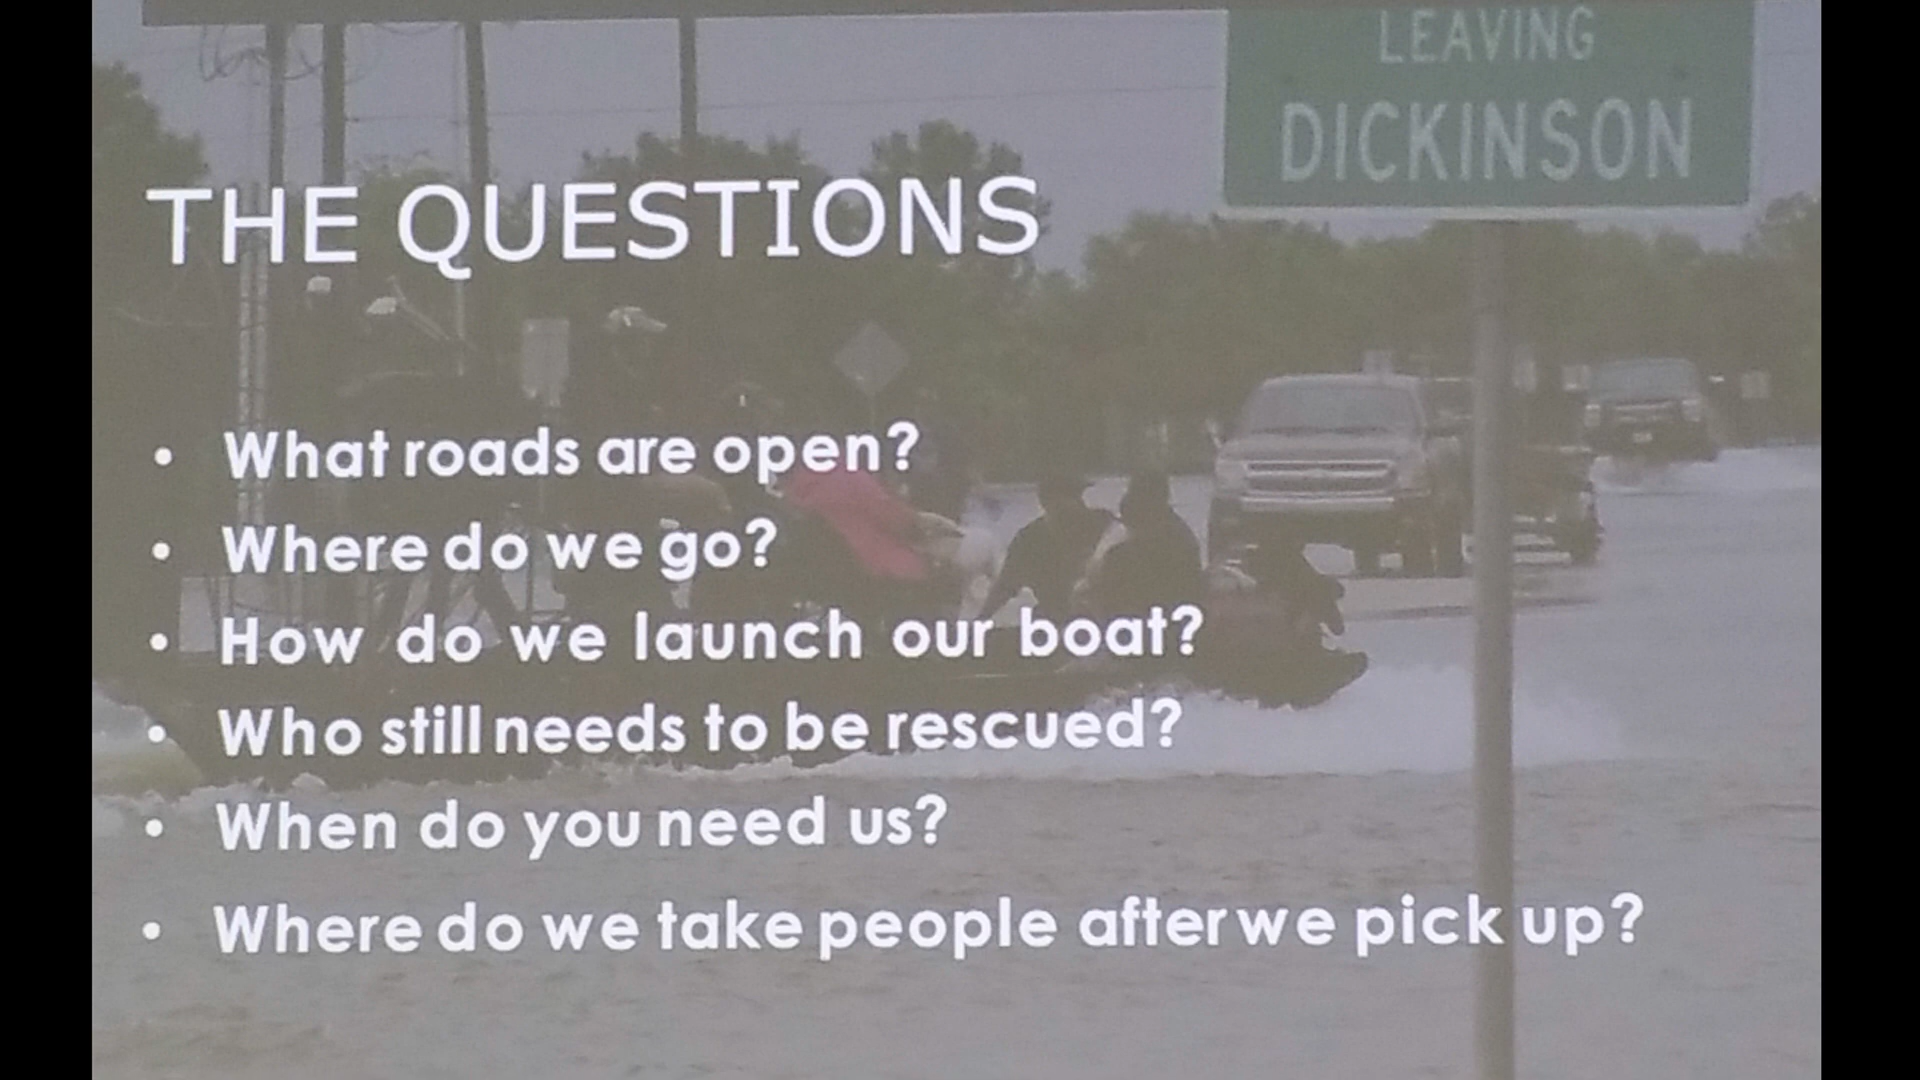 LEAVING
DICKINSON
THE QUESTIONS
• What roads are open?
• Where do we go?
• How do we launch our boat?
• Who still needs to be rescued?
• When do you need us?
• Where do we take people after we pick up?